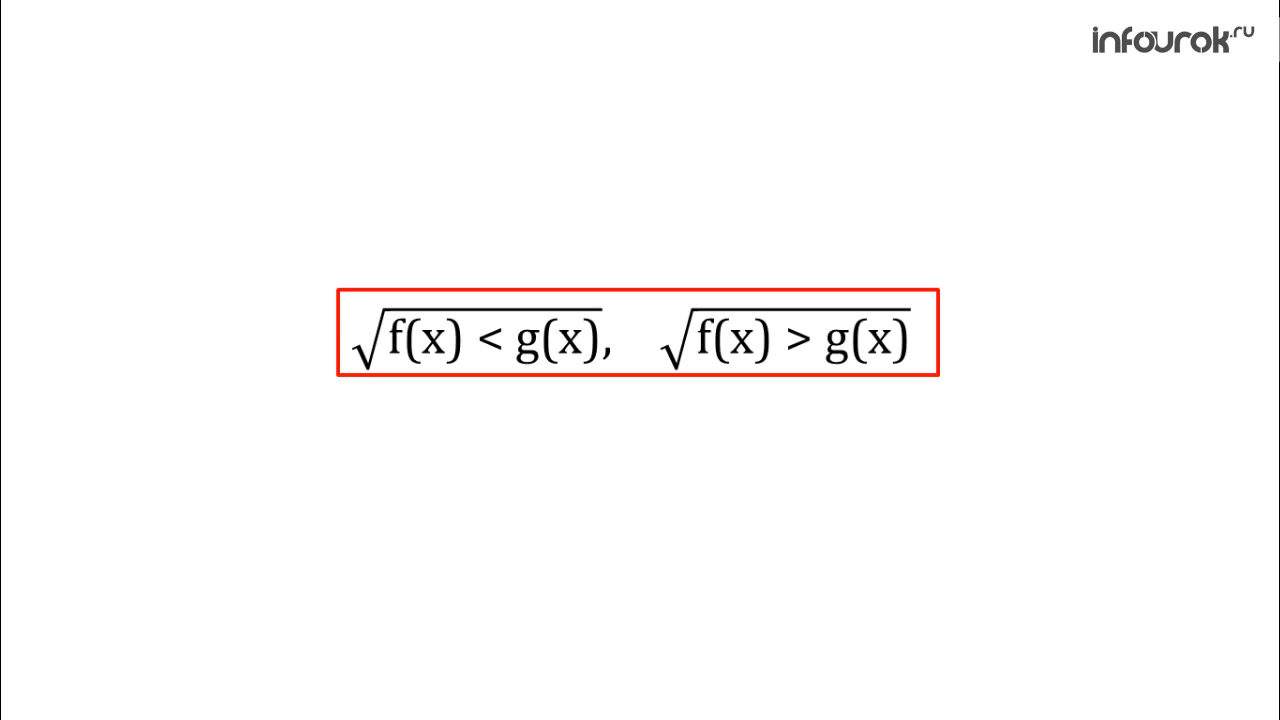 infourok.ru
√f(x) < g(x), √f(x) > g(x)